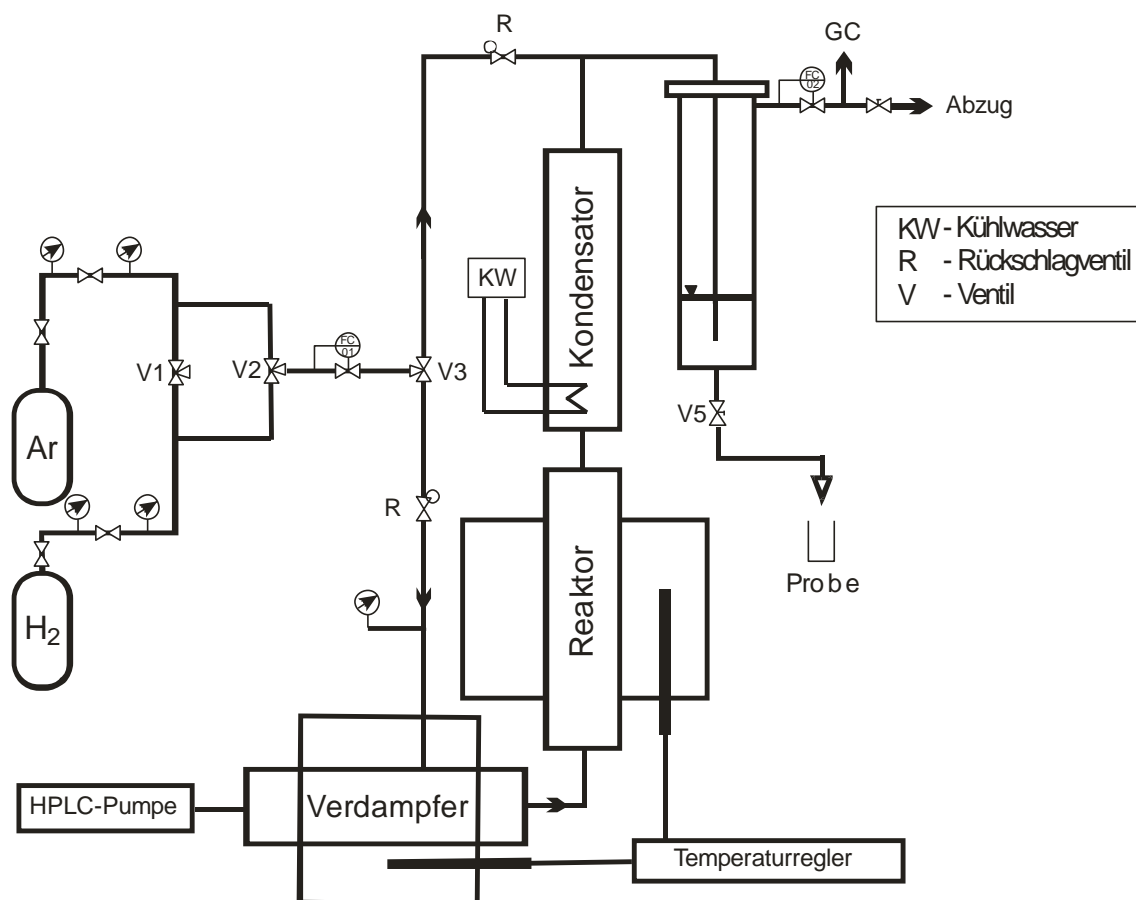 R
GC
FC
02
Abzug
KW - Kühlwasser
R - Rückschlagventil
V - Ventil
Kondensator
KW
FC
01
V1
V2
V3
V5
Ar
R
Probe
H2
Reaktor
HPLC-Pumpe
Verdampfer
Temperaturregler